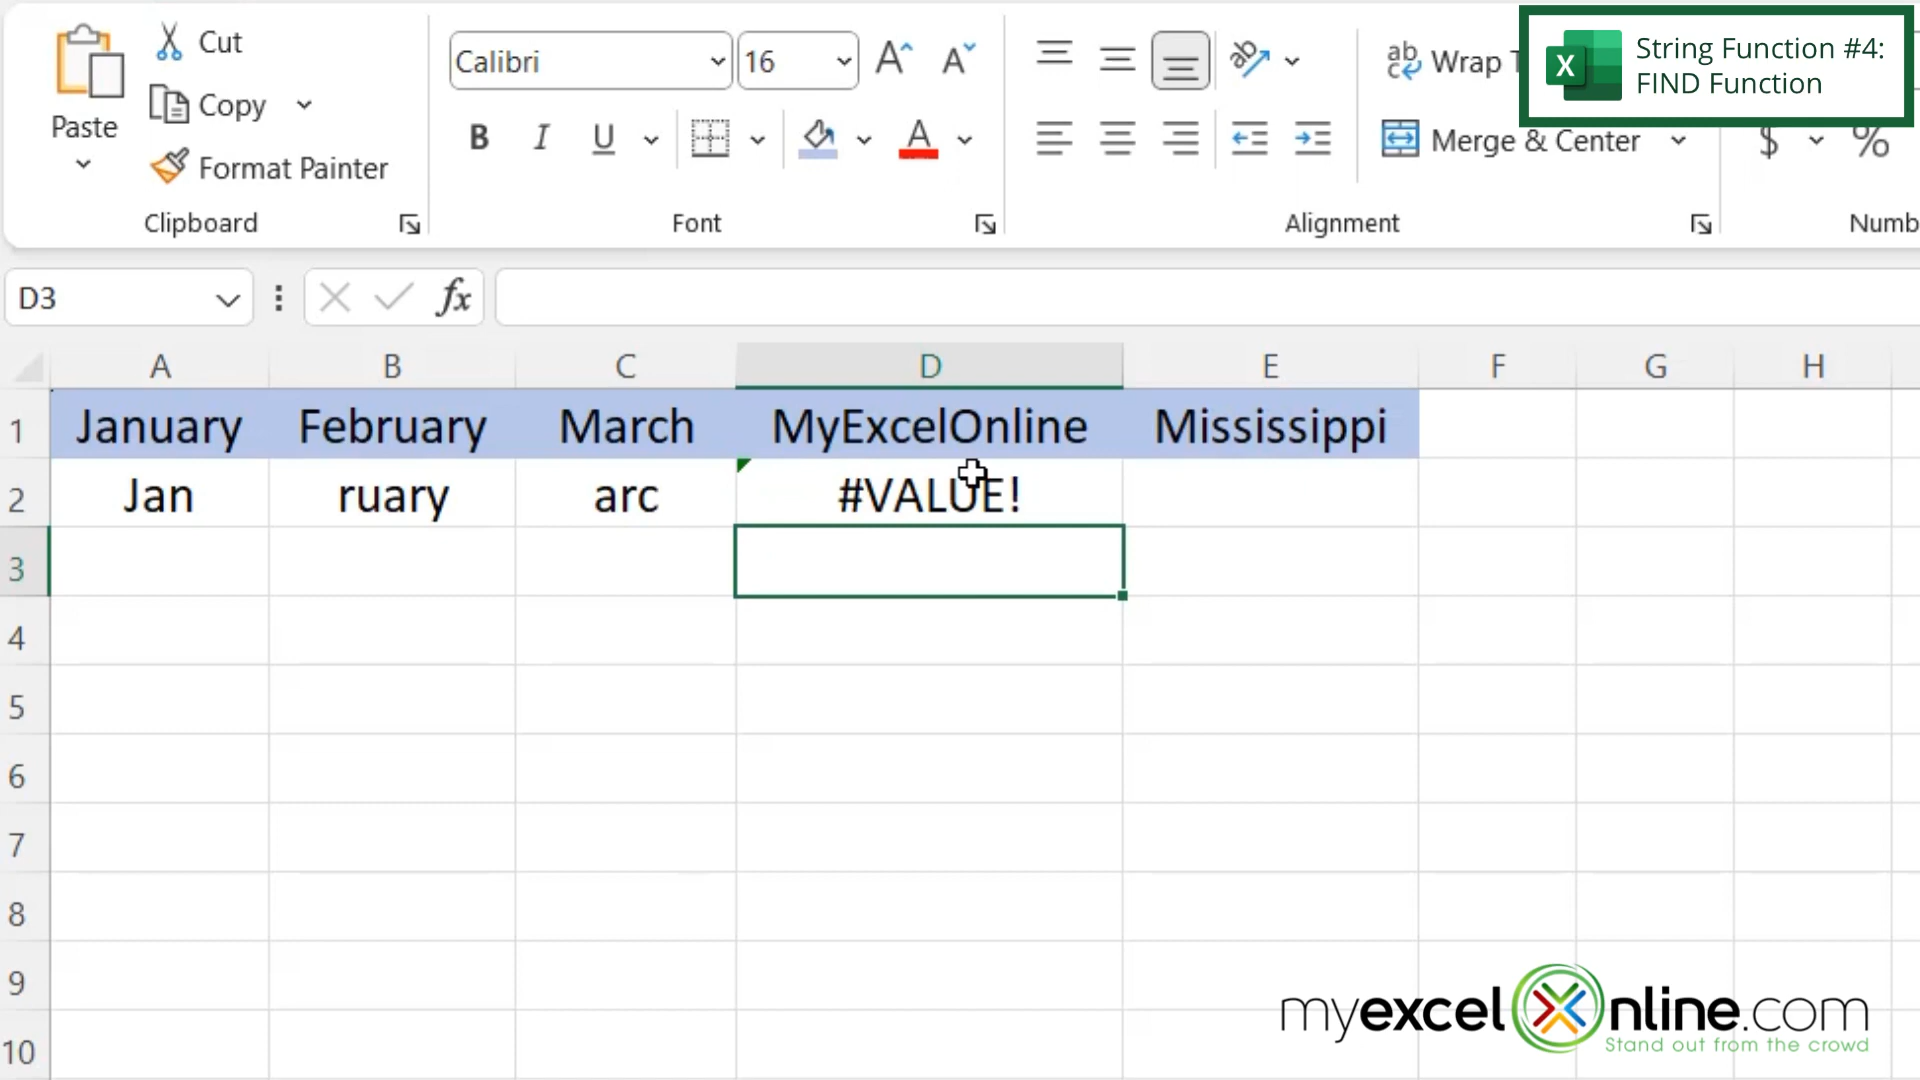 Cut
Calibri
16
ab
Wrap T
String Function #4:
FIND Function
Copy
Paste
B I U
A
Merge & Center
$ %
Format Painter
Clipboard
Font
Alignment
Numb
D3
fx
A B C D E F G H
1 January February March MyExcelOnline Mississippi
2 Jan ruary arc #VALUE!
3
4
5
6
7
8
9
10
myexcelOnline.com
Stand out from the crowd